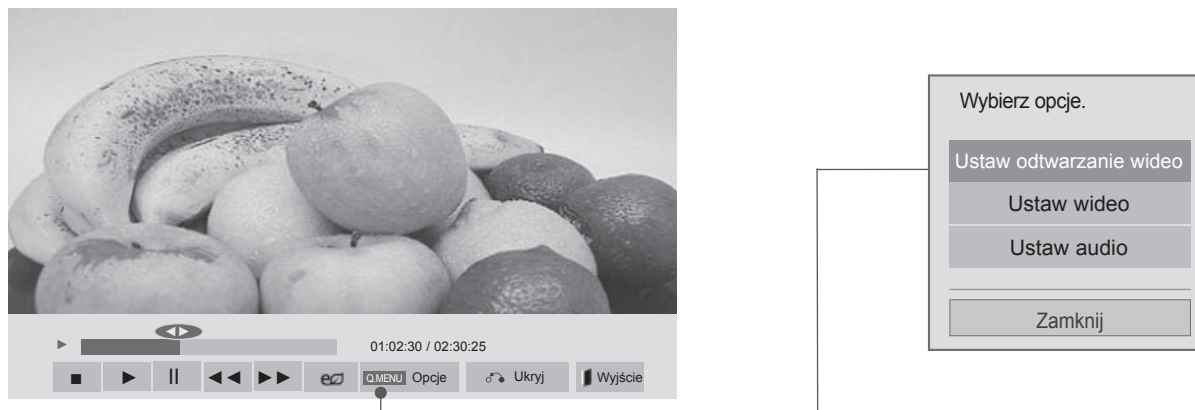 01:02:30 / 02:30:25
Q.MENU Opcje Ukryj Wyjście
Wybierz opcje.
Ustaw odtwarzanie wideo
Ustaw wideo
Ustaw audio
Zamknij